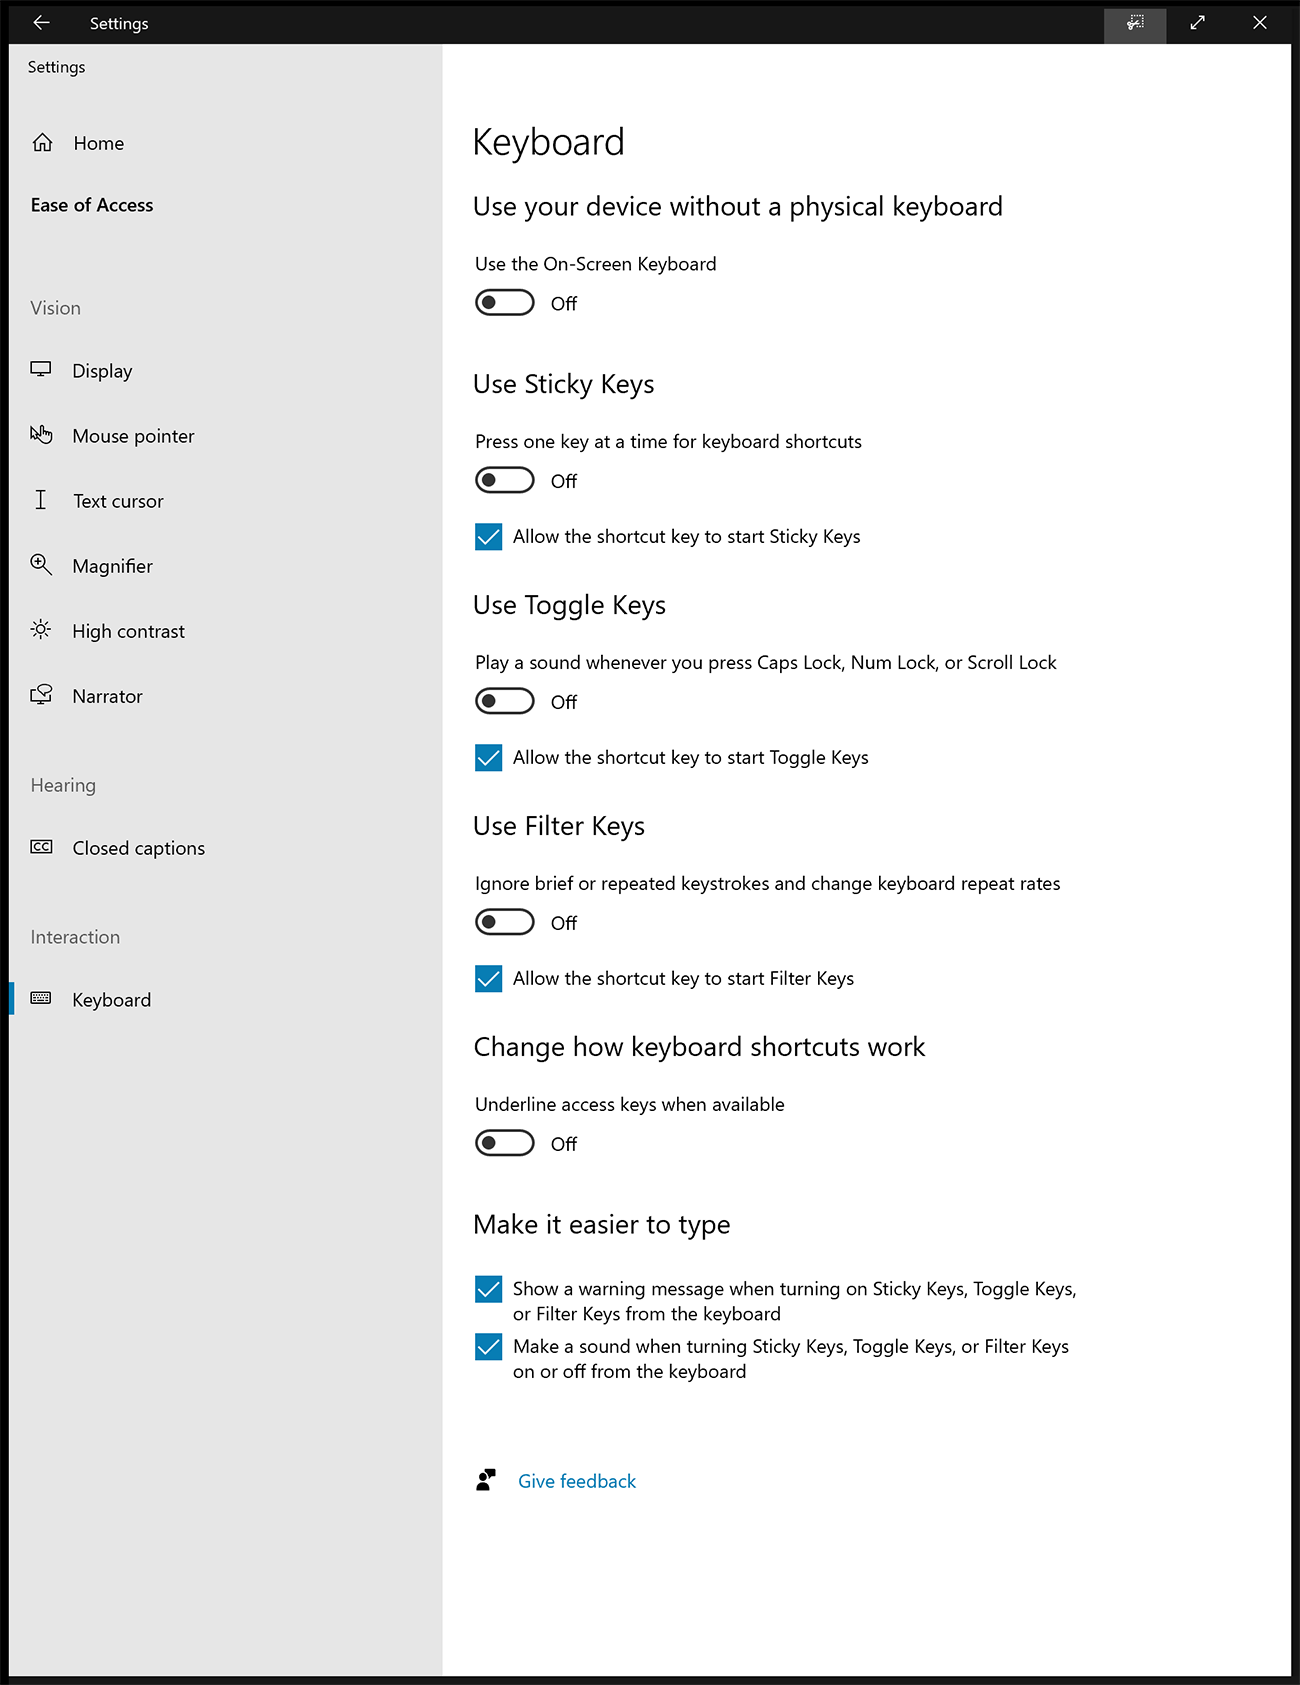 Settings
Settings
Home
Ease of Access
Vision
Display
Mouse pointer
Text cursor
Magnifier
High contrast
Narrator
Hearing
CC Closed captions
Interaction
Keyboard
Keyboard
Use your device without a physical keyboard
Use the On-Screen Keyboard
Off
Use Sticky Keys
Press one key at a time for keyboard shortcuts
Off
Allow the shortcut key to start Sticky Keys
Use Toggle Keys
Play a sound whenever you press Caps Lock, Num Lock, or Scroll Lock
Off
Allow the shortcut key to start Toggle Keys
Use Filter Keys
Ignore brief or repeated keystrokes and change keyboard repeat rates
Off
Allow the shortcut key to start Filter Keys
Change how keyboard shortcuts work
Underline access keys when available
Off
Make it easier to type
Show a warning message when turning on Sticky Keys, Toggle Keys,
or Filter Keys from the keyboard
Make a sound when turning Sticky Keys, Toggle Keys, or Filter Keys
on or off from the keyboard
Give feedback